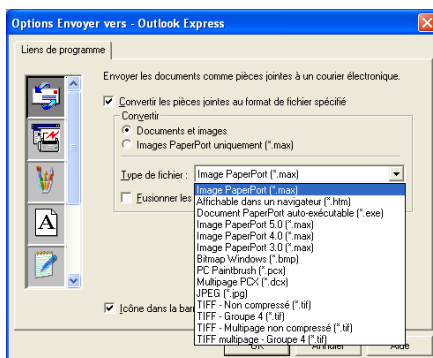 Options Envoyer vers - Outlook Express
Liens de programme
Envoyer les documents comme pièces jointes à un courier électronique.
Convertir les pièces jointes au format de fichier spécifié
Convertir
Documents et images
Images PaperPort uniquement (*.max)
Type de fichier : Image PaperPort (*.max)
Fusionner les
Image PaperPort (*.max)
Affichable dans un navigateur (*.htm)
Document PaperPort auto-exécutable (*.exe)
Image PaperPort 5.0 (*.max)
Image PaperPort 4.0 (*.max)
Image PaperPort 3.0 (*.max)
Bitmap Windows (*.bmp)
PC Paintbrush (*.pcx)
Multipage PCX (*.dcx)
JPEG (*.jpg)
TIFF - Non compressé (*.tif)
TIFF - Groupe 4 (*.tif)
TIFF - Multipage non compressé (*.tif)
TIFF multipage - Groupe 4 (*.tif)
Icône dans la barr
OK Annuler Aide